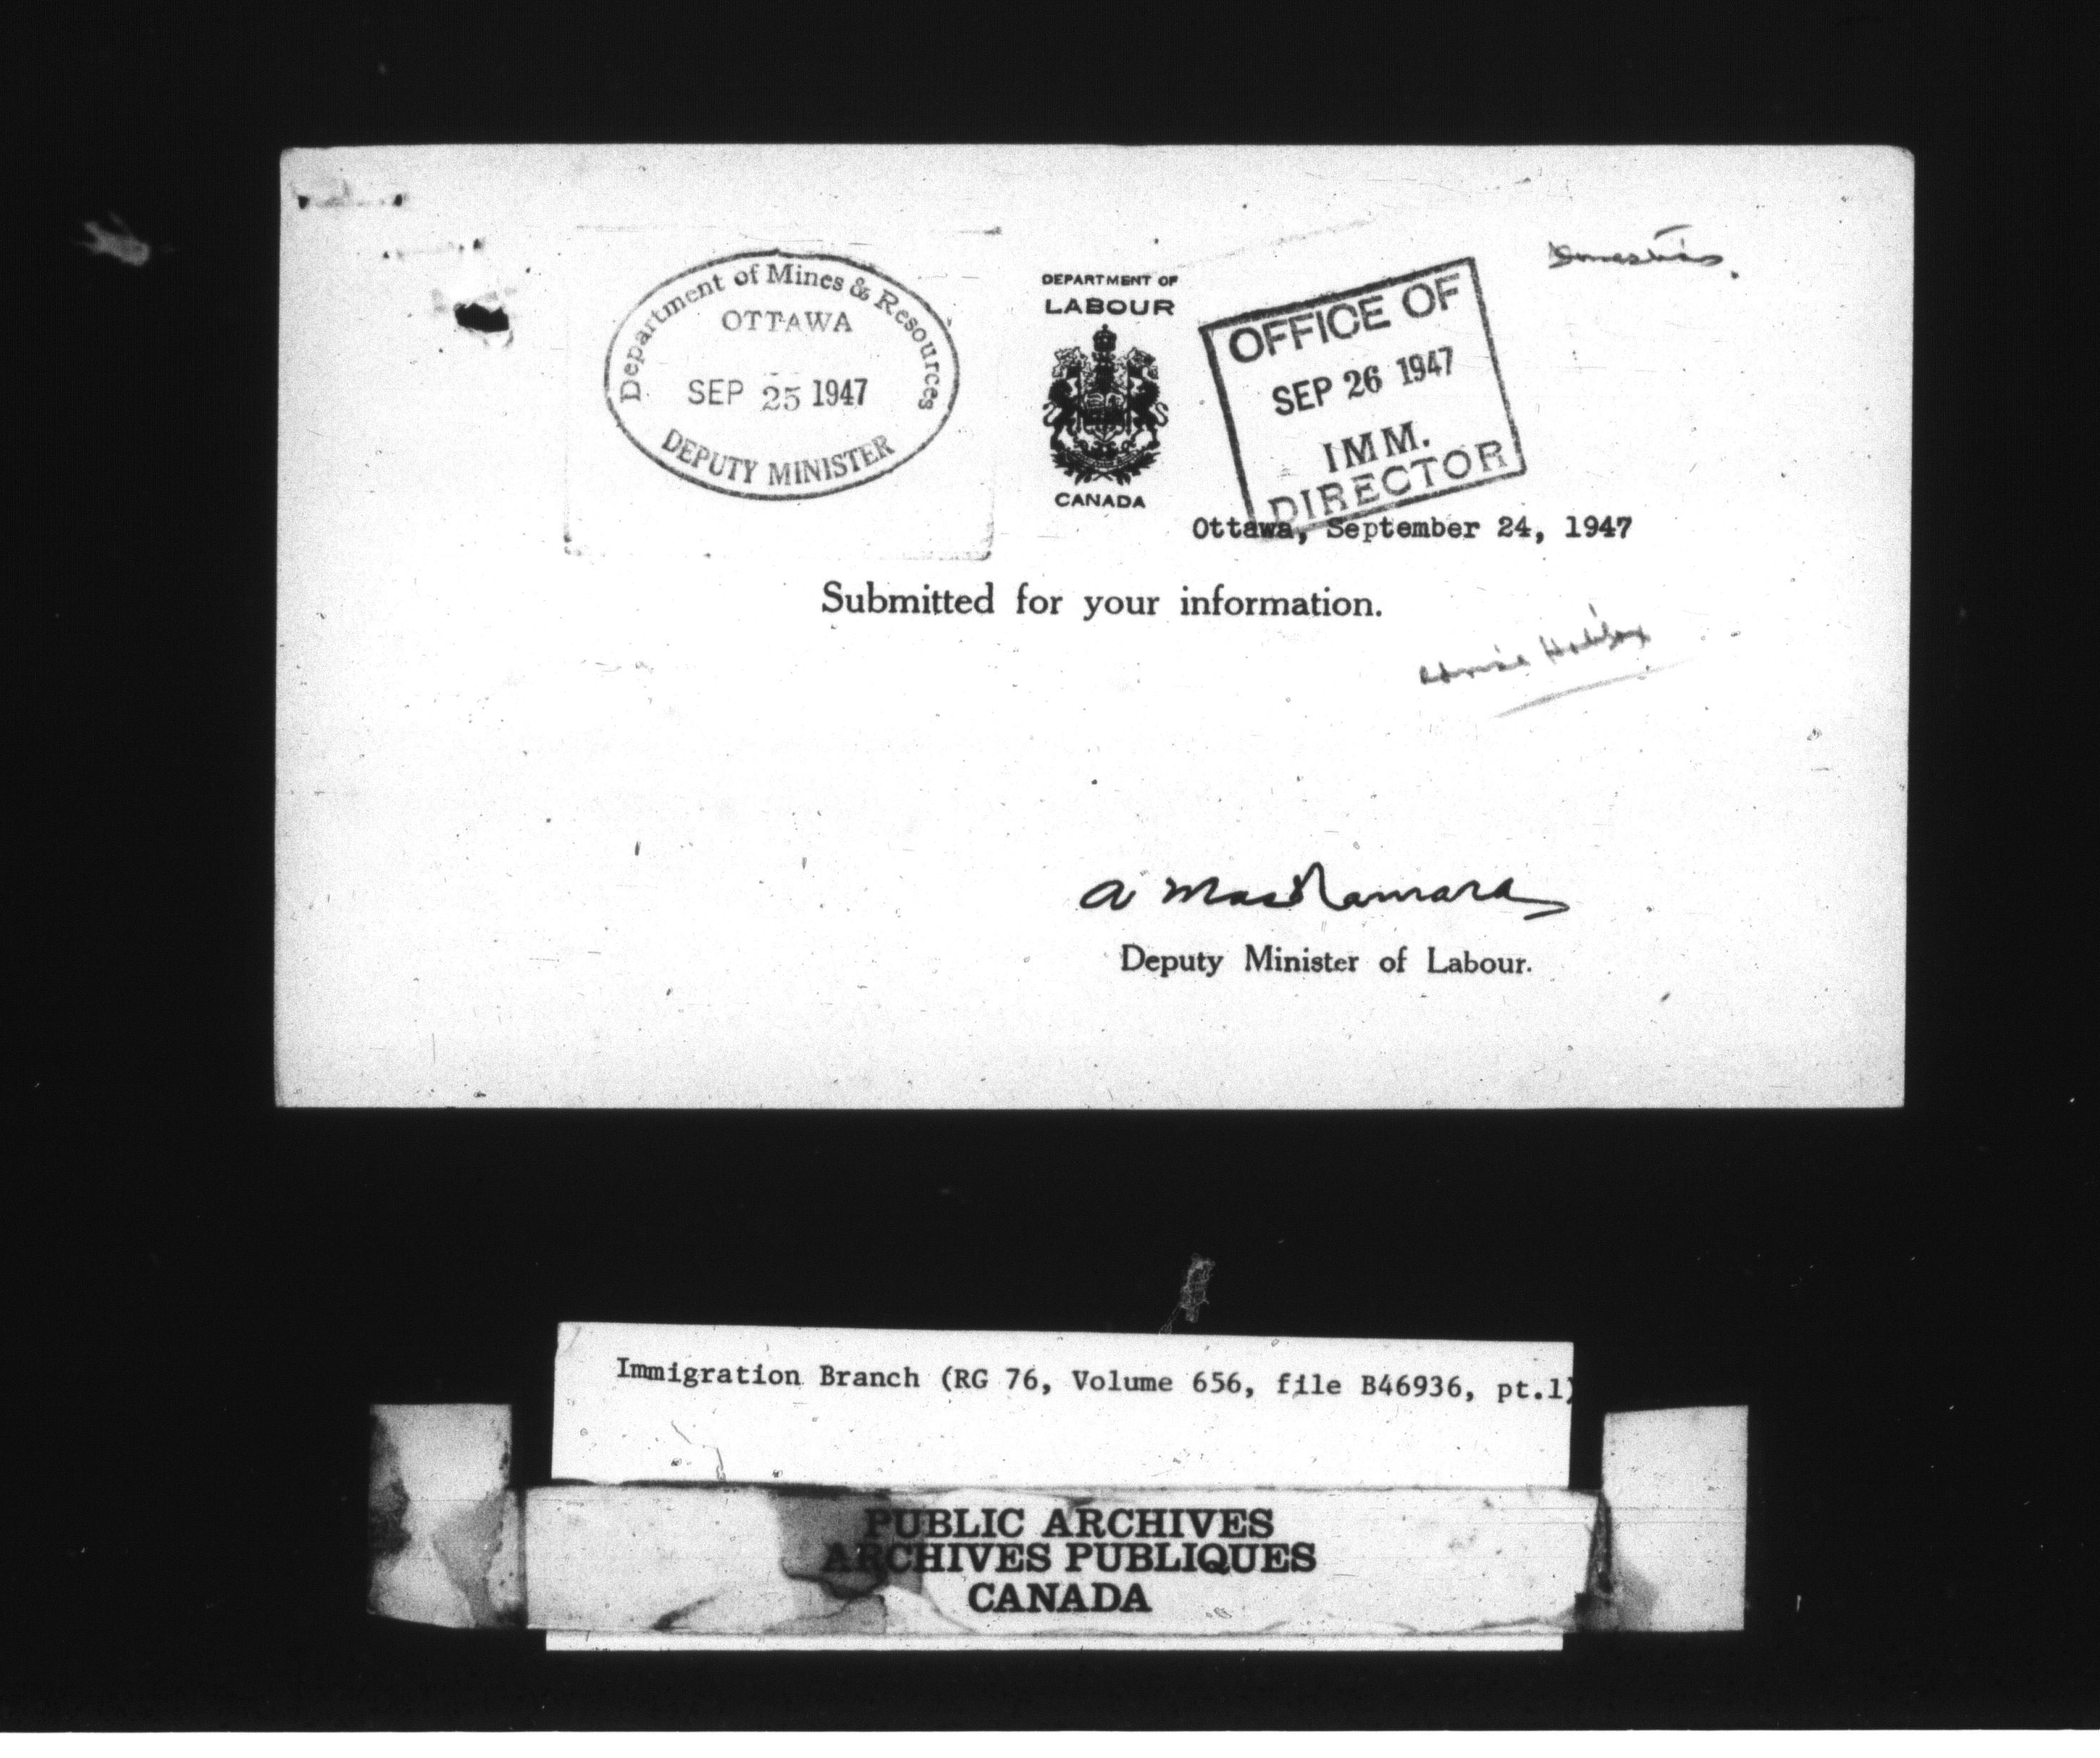 Department of Mines & Resources
OTTAWA
SEP 25 1947
DEPUTY MINISTER
DEPARTMENT OF
LABOUR
CANADA
OFFICE OF
SEP 26 1947
IMM.
DIRECTOR
Ottawa, September 24, 1947
Submitted for your information.
Halifax
A MacNamara
Deputy Minister of Labour.
Immigration Branch (RG 76, Volume 656, file B46936, pt.1)
PUBLIC ARCHIVES
ARCHIVES PUBLIQUES
CANADA